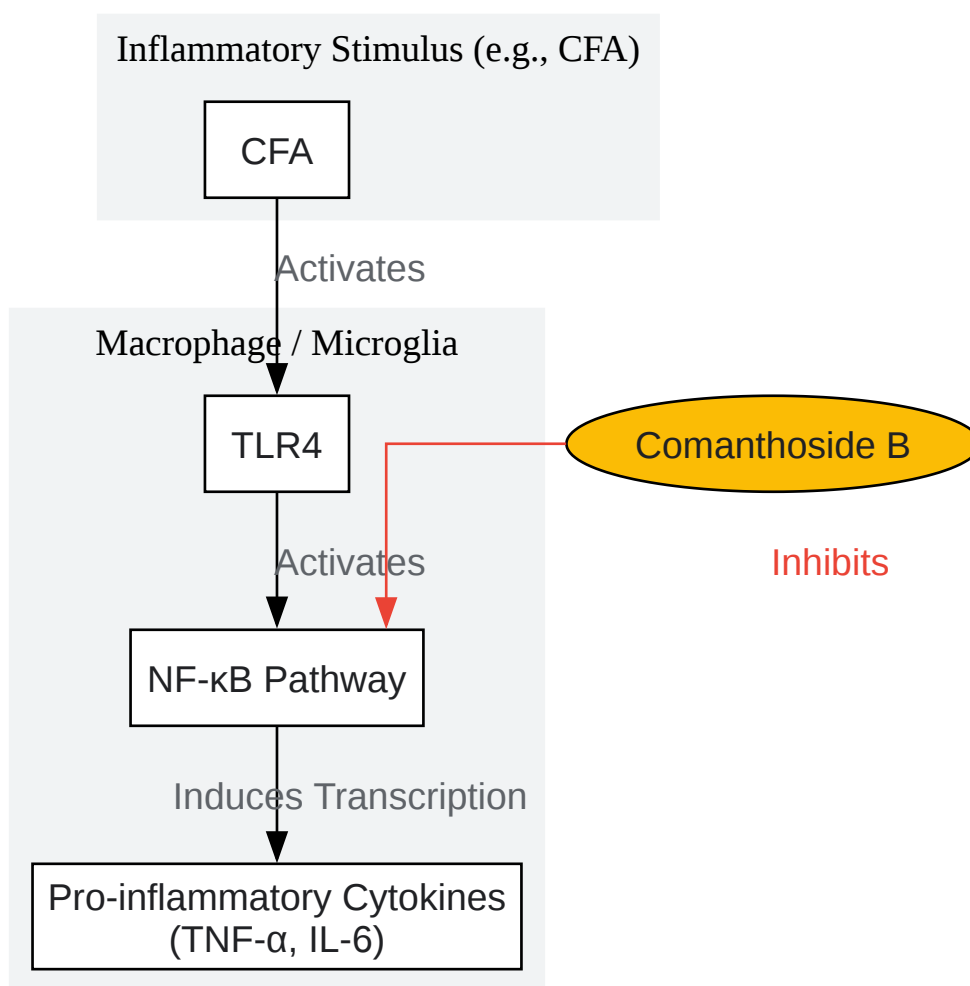 Inflammatory Stimulus (e.g., CFA)
CFA
Activates
Macrophage / Microglia
TLR4
Comanthoside B
Activates
Inhibits
NF-κB Pathway
Induces Transcription
Pro-inflammatory Cytokines
(TNF-α, IL-6)